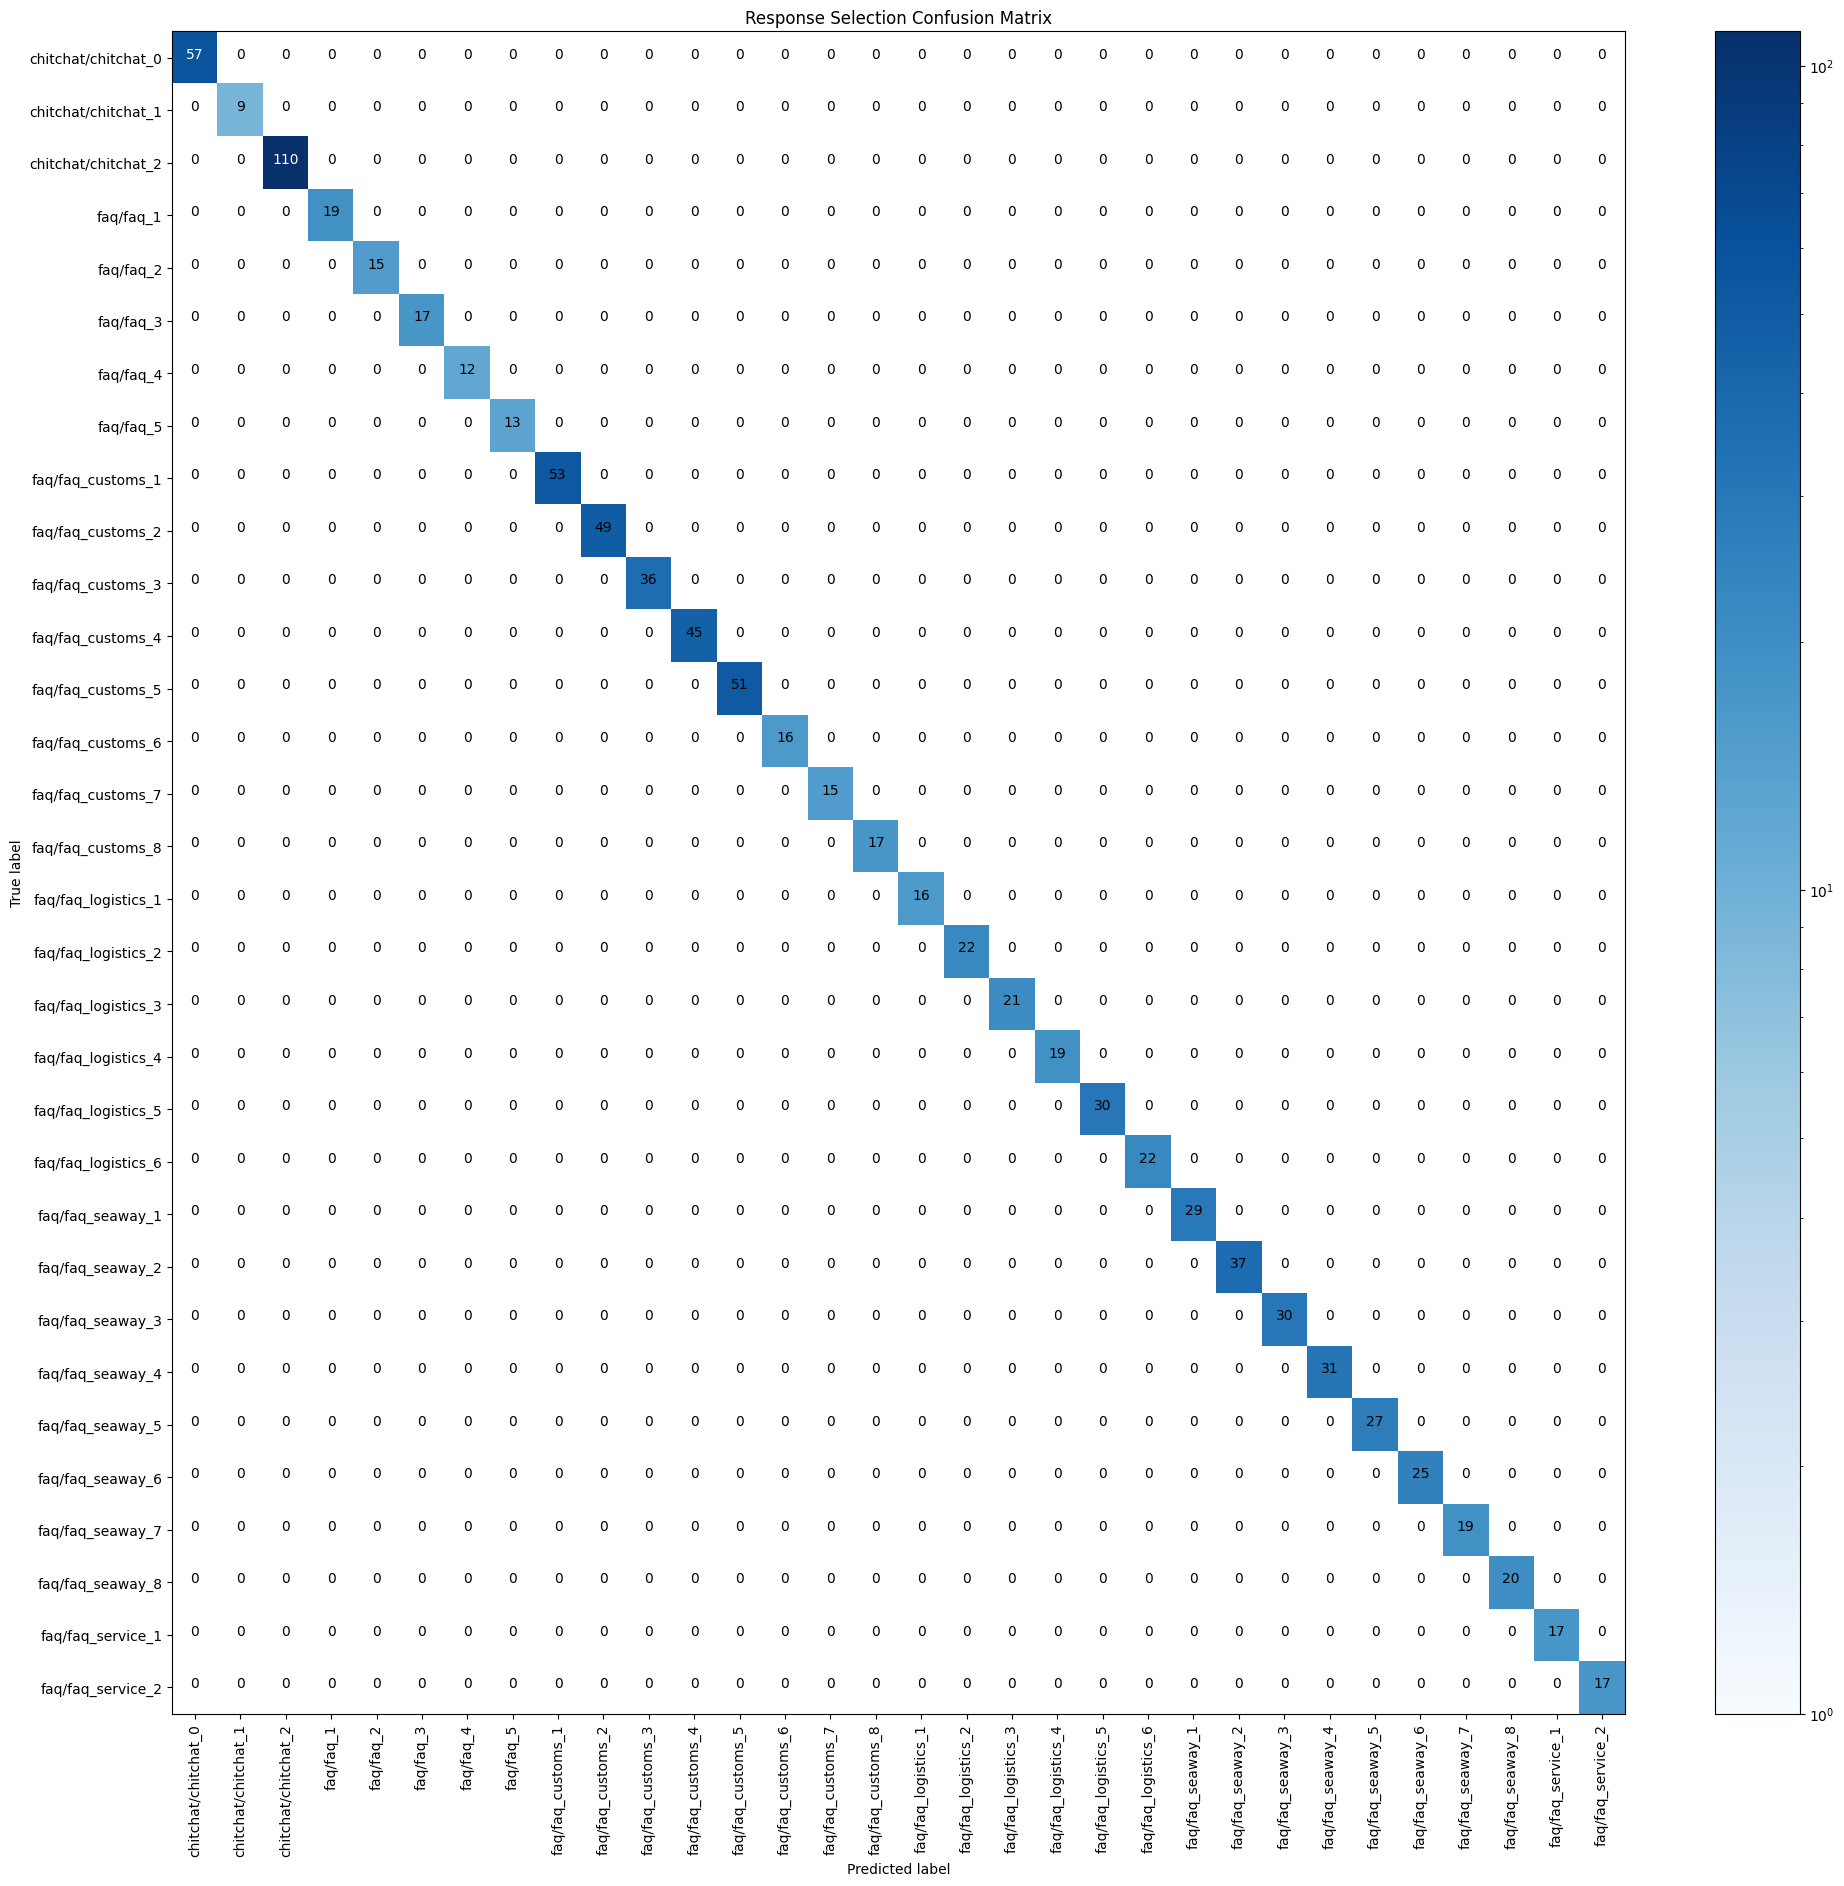 Response Selection Confusion Matrix
chitchat/chitchat_0 57 0 0 0 0 0 0 0 0 0 0 0 0 0 0 0 0 0 0 0 0 0 0 0 0 0 0 0 0 0 0 0
chitchat/chitchat_1 0 9 0 0 0 0 0 0 0 0 0 0 0 0 0 0 0 0 0 0 0 0 0 0 0 0 0 0 0 0 0 0
chitchat/chitchat_2 0 0 110 0 0 0 0 0 0 0 0 0 0 0 0 0 0 0 0 0 0 0 0 0 0 0 0 0 0 0 0 0
faq/faq_1 0 0 0 19 0 0 0 0 0 0 0 0 0 0 0 0 0 0 0 0 0 0 0 0 0 0 0 0 0 0 0 0
faq/faq_2 0 0 0 0 15 0 0 0 0 0 0 0 0 0 0 0 0 0 0 0 0 0 0 0 0 0 0 0 0 0 0 0
faq/faq_3 0 0 0 0 0 17 0 0 0 0 0 0 0 0 0 0 0 0 0 0 0 0 0 0 0 0 0 0 0 0 0 0
faq/faq_4 0 0 0 0 0 0 12 0 0 0 0 0 0 0 0 0 0 0 0 0 0 0 0 0 0 0 0 0 0 0 0 0
faq/faq_5 0 0 0 0 0 0 0 13 0 0 0 0 0 0 0 0 0 0 0 0 0 0 0 0 0 0 0 0 0 0 0 0
faq/faq_customs_1 0 0 0 0 0 0 0 0 53 0 0 0 0 0 0 0 0 0 0 0 0 0 0 0 0 0 0 0 0 0 0 0
faq/faq_customs_2 0 0 0 0 0 0 0 0 0 49 0 0 0 0 0 0 0 0 0 0 0 0 0 0 0 0 0 0 0 0 0 0
faq/faq_customs_3 0 0 0 0 0 0 0 0 0 0 36 0 0 0 0 0 0 0 0 0 0 0 0 0 0 0 0 0 0 0 0 0
faq/faq_customs_4 0 0 0 0 0 0 0 0 0 0 0 45 0 0 0 0 0 0 0 0 0 0 0 0 0 0 0 0 0 0 0 0
faq/faq_customs_5 0 0 0 0 0 0 0 0 0 0 0 0 51 0 0 0 0 0 0 0 0 0 0 0 0 0 0 0 0 0 0 0
faq/faq_customs_6 0 0 0 0 0 0 0 0 0 0 0 0 0 16 0 0 0 0 0 0 0 0 0 0 0 0 0 0 0 0 0 0
faq/faq_customs_7 0 0 0 0 0 0 0 0 0 0 0 0 0 0 15 0 0 0 0 0 0 0 0 0 0 0 0 0 0 0 0 0
faq/faq_customs_8 0 0 0 0 0 0 0 0 0 0 0 0 0 0 0 17 0 0 0 0 0 0 0 0 0 0 0 0 0 0 0 0
faq/faq_logistics_1 0 0 0 0 0 0 0 0 0 0 0 0 0 0 0 0 16 0 0 0 0 0 0 0 0 0 0 0 0 0 0 0
faq/faq_logistics_2 0 0 0 0 0 0 0 0 0 0 0 0 0 0 0 0 0 22 0 0 0 0 0 0 0 0 0 0 0 0 0 0
faq/faq_logistics_3 0 0 0 0 0 0 0 0 0 0 0 0 0 0 0 0 0 0 21 0 0 0 0 0 0 0 0 0 0 0 0 0
faq/faq_logistics_4 0 0 0 0 0 0 0 0 0 0 0 0 0 0 0 0 0 0 0 19 0 0 0 0 0 0 0 0 0 0 0 0
faq/faq_logistics_5 0 0 0 0 0 0 0 0 0 0 0 0 0 0 0 0 0 0 0 0 30 0 0 0 0 0 0 0 0 0 0 0
faq/faq_logistics_6 0 0 0 0 0 0 0 0 0 0 0 0 0 0 0 0 0 0 0 0 0 22 0 0 0 0 0 0 0 0 0 0
faq/faq_seaway_1 0 0 0 0 0 0 0 0 0 0 0 0 0 0 0 0 0 0 0 0 0 0 29 0 0 0 0 0 0 0 0 0
faq/faq_seaway_2 0 0 0 0 0 0 0 0 0 0 0 0 0 0 0 0 0 0 0 0 0 0 0 37 0 0 0 0 0 0 0 0
faq/faq_seaway_3 0 0 0 0 0 0 0 0 0 0 0 0 0 0 0 0 0 0 0 0 0 0 0 0 30 0 0 0 0 0 0 0
faq/faq_seaway_4 0 0 0 0 0 0 0 0 0 0 0 0 0 0 0 0 0 0 0 0 0 0 0 0 0 31 0 0 0 0 0 0
faq/faq_seaway_5 0 0 0 0 0 0 0 0 0 0 0 0 0 0 0 0 0 0 0 0 0 0 0 0 0 0 27 0 0 0 0 0
faq/faq_seaway_6 0 0 0 0 0 0 0 0 0 0 0 0 0 0 0 0 0 0 0 0 0 0 0 0 0 0 0 25 0 0 0 0
faq/faq_seaway_7 0 0 0 0 0 0 0 0 0 0 0 0 0 0 0 0 0 0 0 0 0 0 0 0 0 0 0 0 19 0 0 0
faq/faq_seaway_8 0 0 0 0 0 0 0 0 0 0 0 0 0 0 0 0 0 0 0 0 0 0 0 0 0 0 0 0 0 20 0 0
faq/faq_service_1 0 0 0 0 0 0 0 0 0 0 0 0 0 0 0 0 0 0 0 0 0 0 0 0 0 0 0 0 0 0 17 0
faq/faq_service_2 0 0 0 0 0 0 0 0 0 0 0 0 0 0 0 0 0 0 0 0 0 0 0 0 0 0 0 0 0 0 0 17
True label
chitchat/chitchat_0
chitchat/chitchat_1
chitchat/chitchat_2
faq/faq_1
faq/faq_2
faq/faq_3
faq/faq_4
faq/faq_5
faq/faq_customs_1
faq/faq_customs_2
faq/faq_customs_3
faq/faq_customs_4
faq/faq_customs_5
faq/faq_customs_6
faq/faq_customs_7
faq/faq_customs_8
faq/faq_logistics_1
faq/faq_logistics_2
faq/faq_logistics_3
faq/faq_logistics_4
faq/faq_logistics_5
faq/faq_logistics_6
faq/faq_seaway_1
faq/faq_seaway_2
faq/faq_seaway_3
faq/faq_seaway_4
faq/faq_seaway_5
faq/faq_seaway_6
faq/faq_seaway_7
faq/faq_seaway_8
faq/faq_service_1
faq/faq_service_2
Predicted label
10²
10¹
10⁰